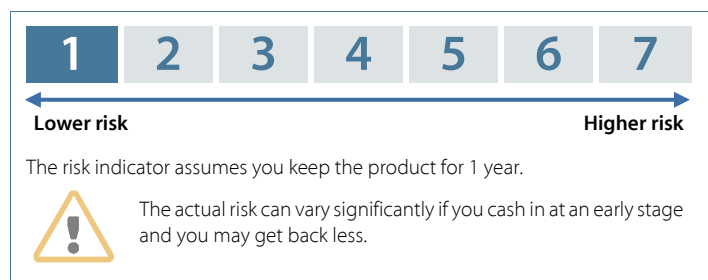 1 2 3 4 5 6 7
Lower risk Higher risk
The risk indicator assumes you keep the product for 1 year.
The actual risk can vary significantly if you cash in at an early stage
and you may get back less.